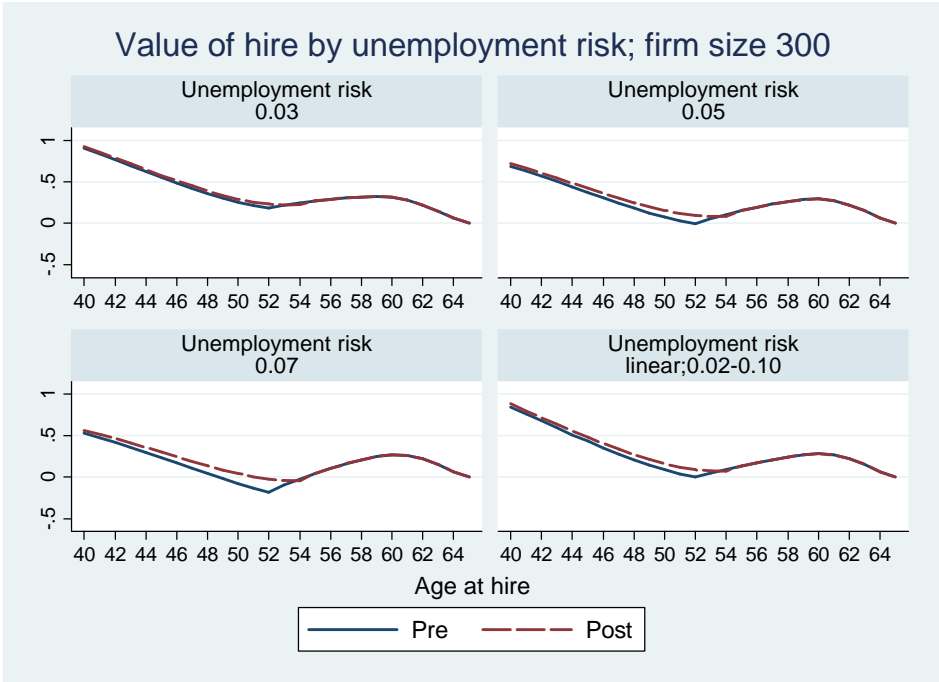 Value of hire by unemployment risk; firm size 300
Unemployment risk
0.03
Unemployment risk
0.05
1
.5
0
-.5
40 42 44 46 48 50 52 54 56 58 60 62 64
40 42 44 46 48 50 52 54 56 58 60 62 64
Unemployment risk
0.07
Unemployment risk
linear;0.02-0.10
1
.5
0
-.5
40 42 44 46 48 50 52 54 56 58 60 62 64
40 42 44 46 48 50 52 54 56 58 60 62 64
Age at hire
Pre Post